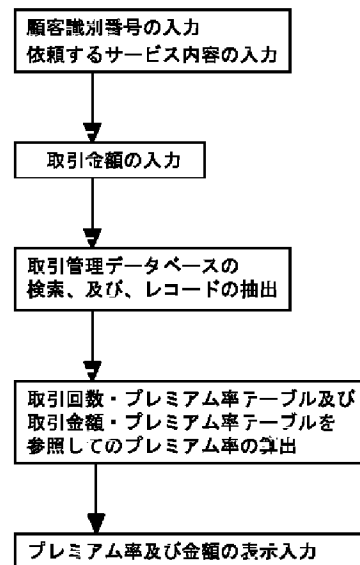 顧客識別番号の入力
依頼するサービス内容の入力
取引金額の入力
取引管理データベースの
検索、及び、レコードの抽出
取引回数・プレミアム率テーブル及び
取引金額・プレミアム率テーブルを
参照してのプレミアム率の算出
プレミアム率及び金額の表示入力